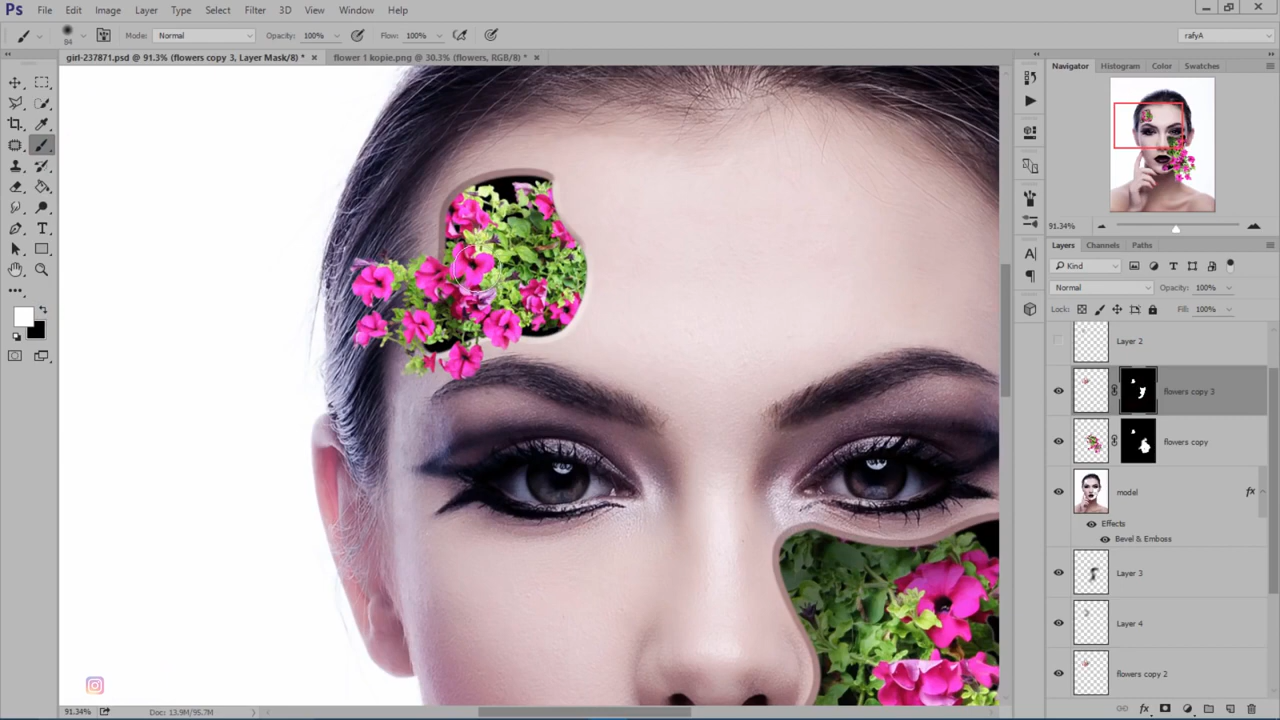 Ps File Edit Image Layer Type Select Filter 3D View Window Help
94 Mode: Normal Opacity: 100% Flow: 100% rafyA
girl-237871.psd @ 91.3% (flowers copy 3, Layer Mask/8) * × flower 1 kopie.png @ 30.3% (flowers, RGB/8) * ×
Navigator Histogram Color Swatches
91.34%
Layers Channels Paths
Kind
Normal Opacity: 100%
Lock: Fill: 100%
Layer 2
flowers copy 3
flowers copy
model fx
Effects
Bevel & Emboss
Layer 3
Layer 4
flowers copy 2
91.34% Doc: 13.9M/95.7M
fx